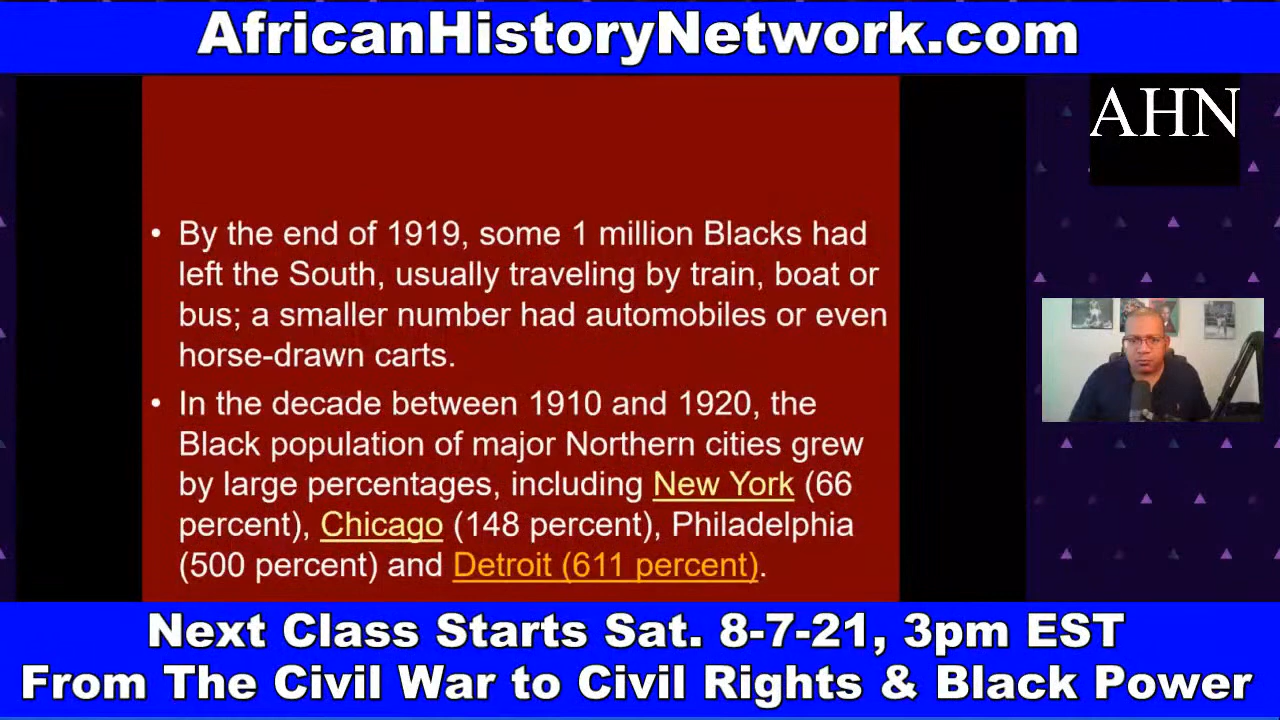 AfricanHistoryNetwork.com
AHN
• By the end of 1919, some 1 million Blacks had
left the South, usually traveling by train, boat or
bus; a smaller number had automobiles or even
horse-drawn carts.
• In the decade between 1910 and 1920, the
Black population of major Northern cities grew
by large percentages, including New York (66
percent), Chicago (148 percent), Philadelphia
(500 percent) and Detroit (611 percent).
Next Class Starts Sat. 8-7-21, 3pm EST
From The Civil War to Civil Rights & Black Power